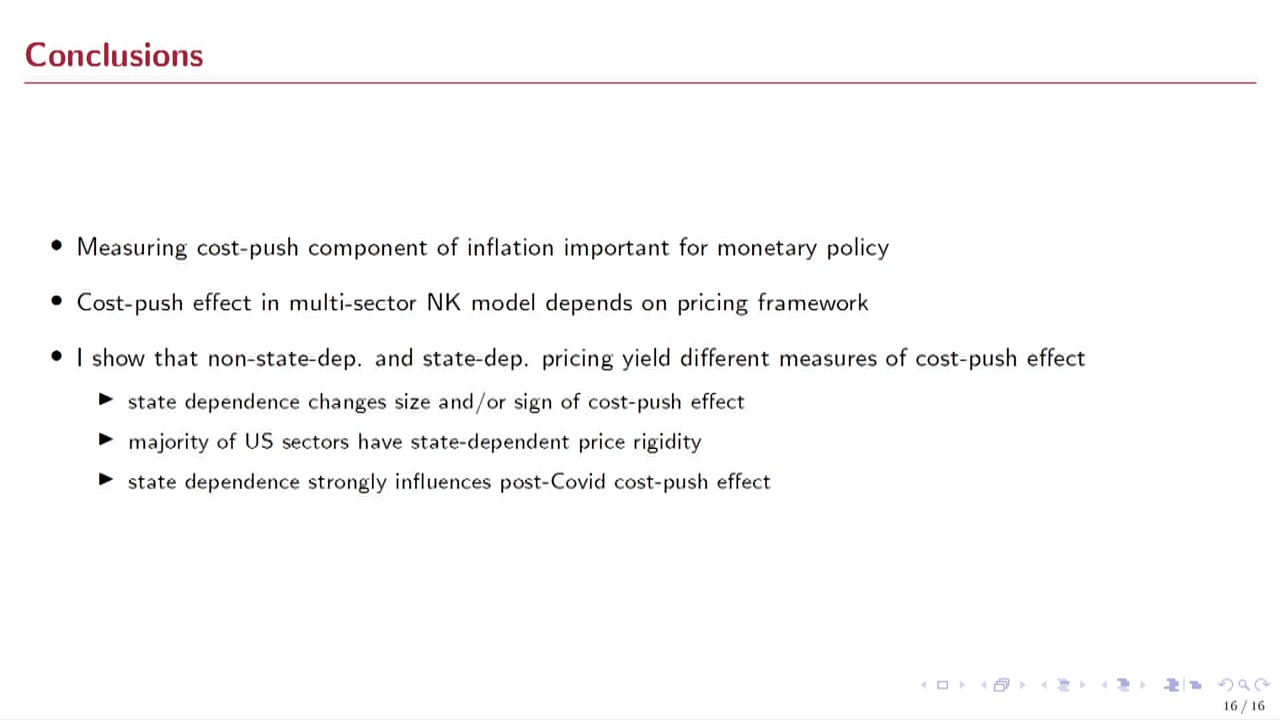 Conclusions
• Measuring cost-push component of inflation important for monetary policy
• Cost-push effect in multi-sector NK model depends on pricing framework
• I show that non-state-dep. and state-dep. pricing yield different measures of cost-push effect
▶ state dependence changes size and/or sign of cost-push effect
▶ majority of US sectors have state-dependent price rigidity
▶ state dependence strongly influences post-Covid cost-push effect
16 / 16